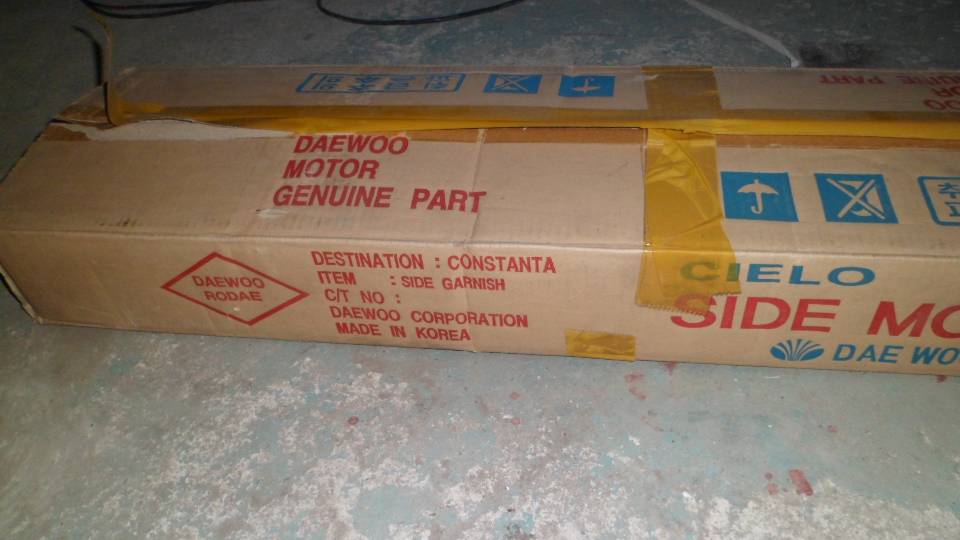 DAEWOO
MOTOR
GENUINE PART
DAEWOO
RODAE
DESTINATION : CONSTANTA
ITEM : SIDE GARNISH
C/T NO :
DAEWOO CORPORATION
MADE IN KOREA
CIELO
SIDE MO
DAE WO